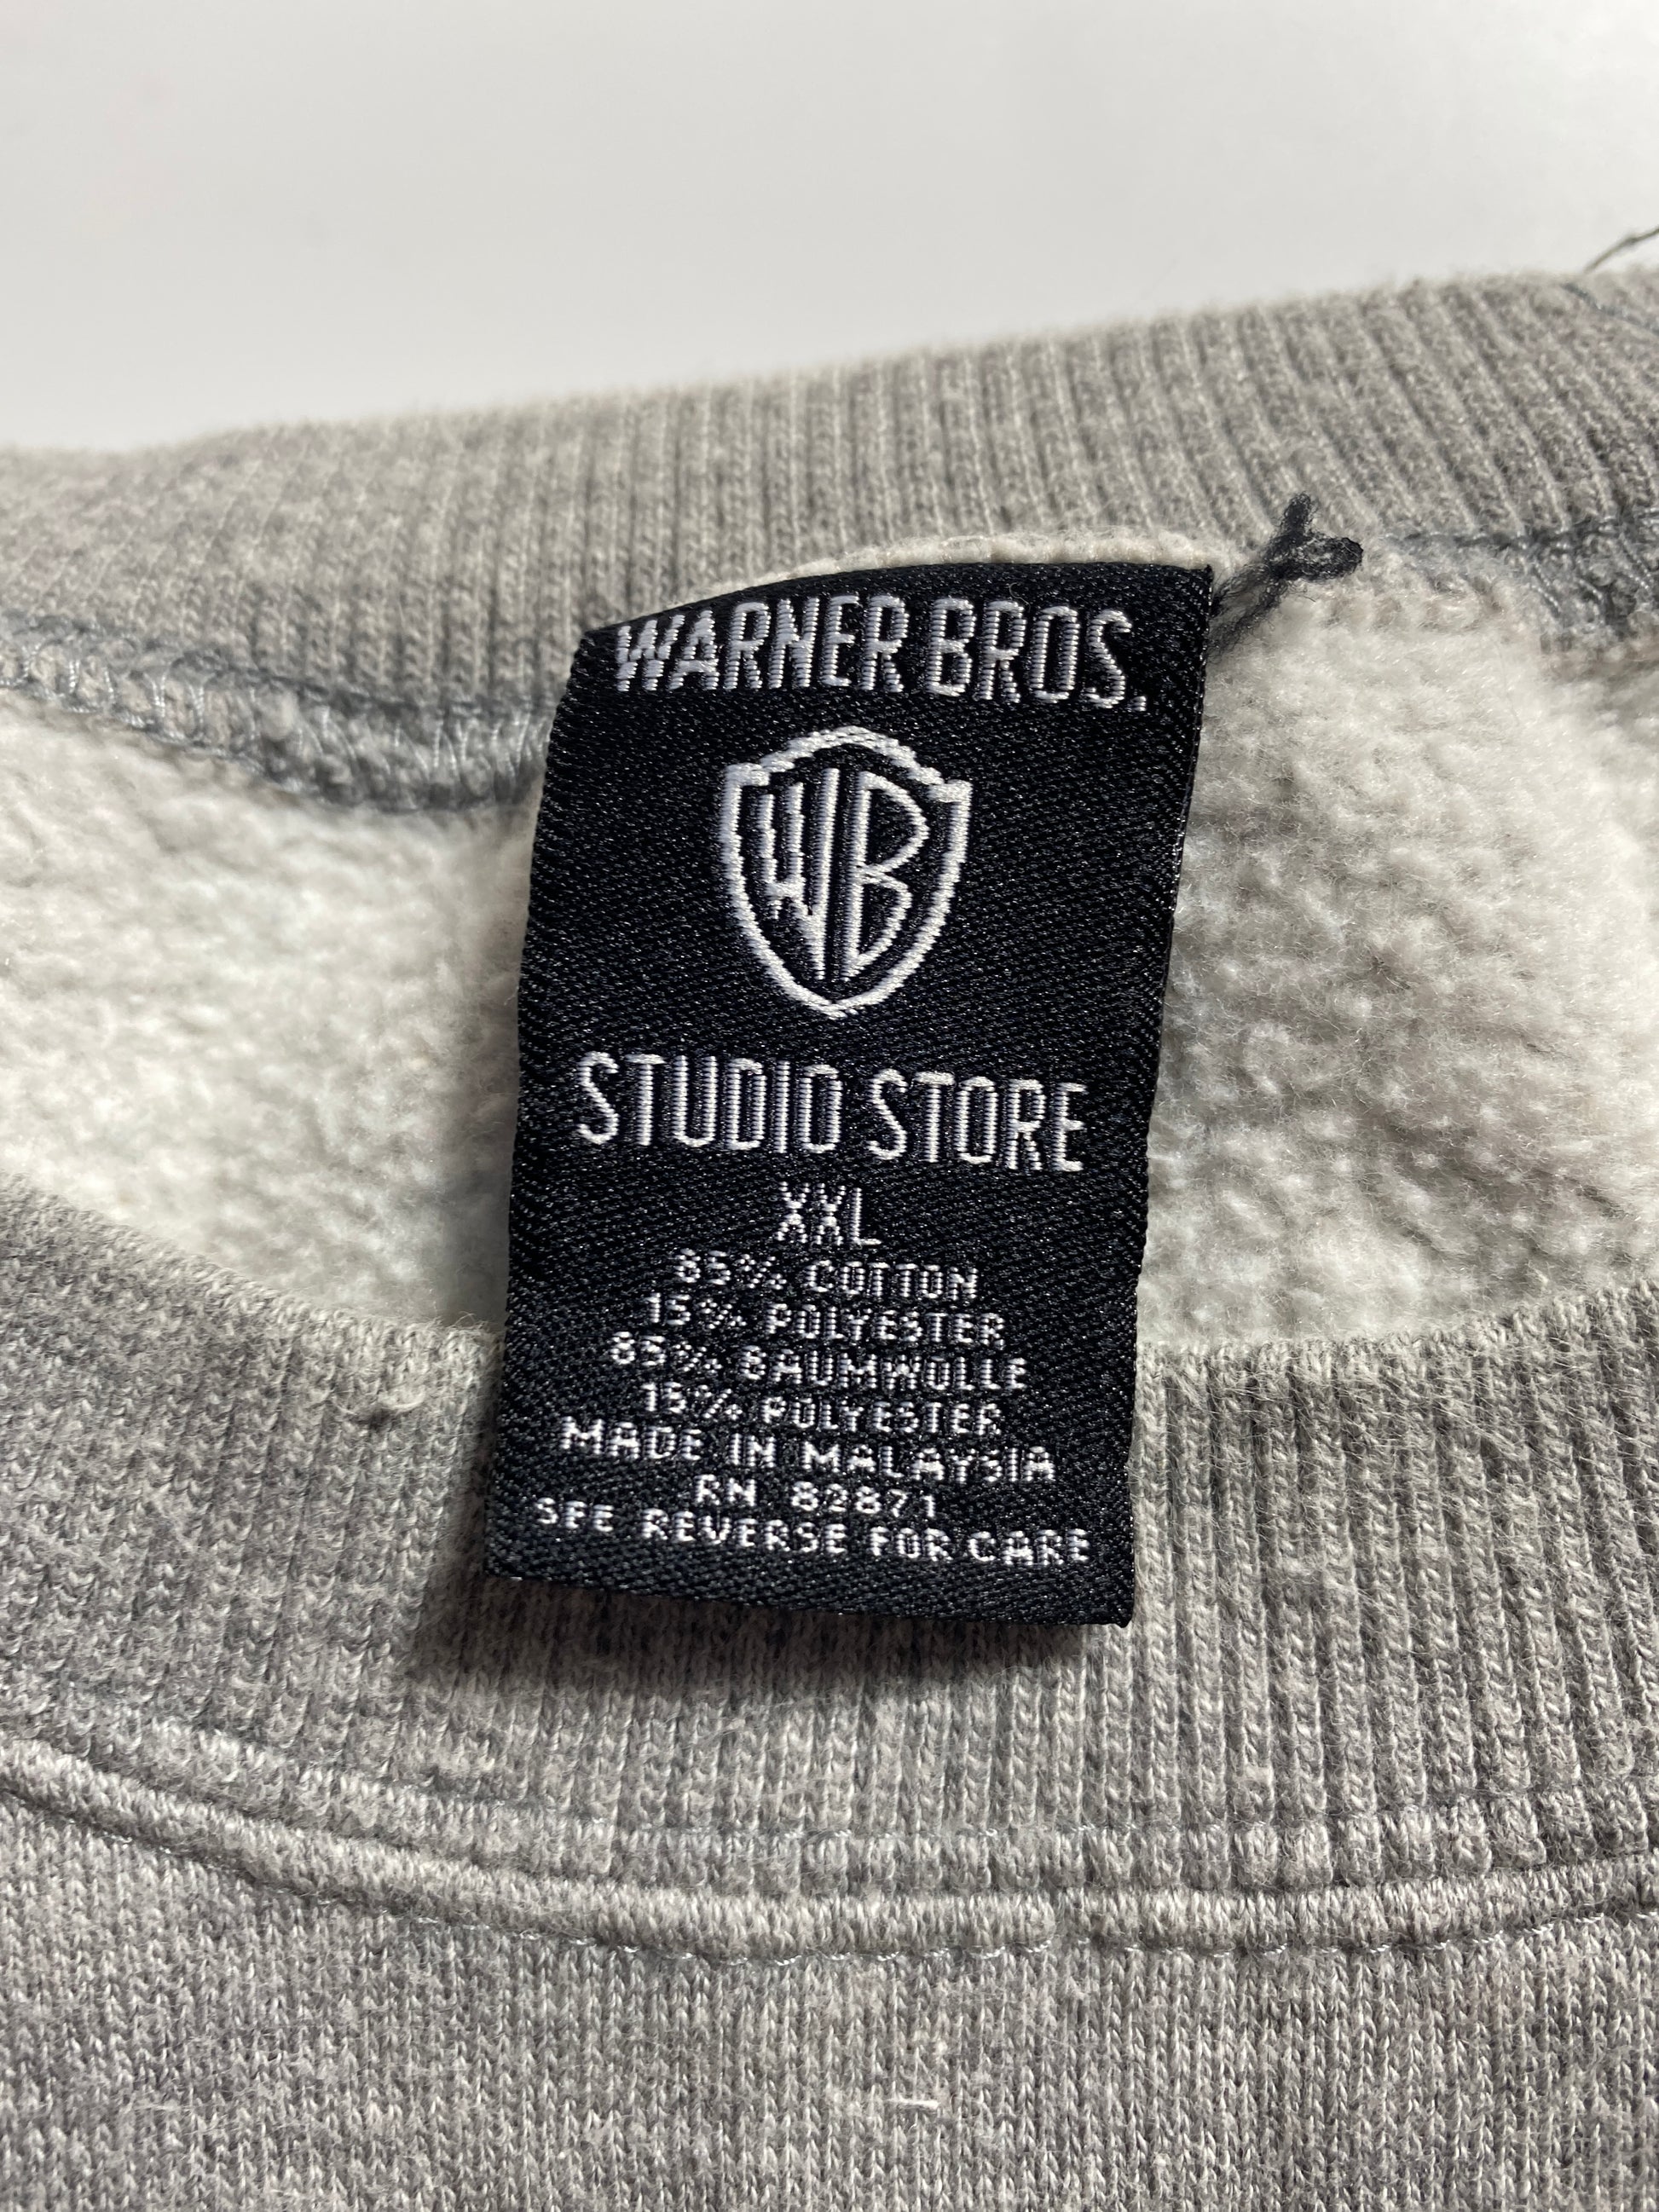 WARNER BROS.
WB
STUDIO STORE
XXL
85% COTTON
15% POLYESTER
85% BAUMWOLLE
15% POLYESTER
MADE IN MALAYSIA
RN 82871
SEE REVERSE FOR CARE